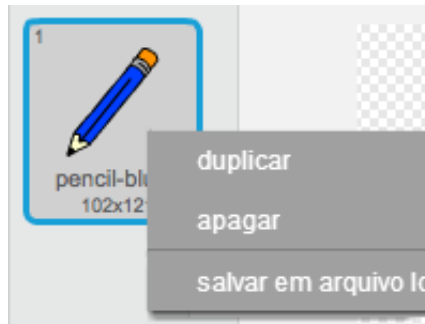 1
pencil-blu
102x12
duplicar
apagar
salvar em arquivo lo